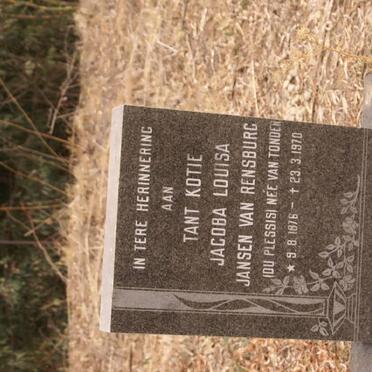 IN TERE HERINNERING
AAN
TANT KOTIE
JACOBA LOUISA
JANSEN VAN RENSBURG
(DU PLESSIS) NEE VAN TONDER
★ 9.8.1876 – † 23.3.1970